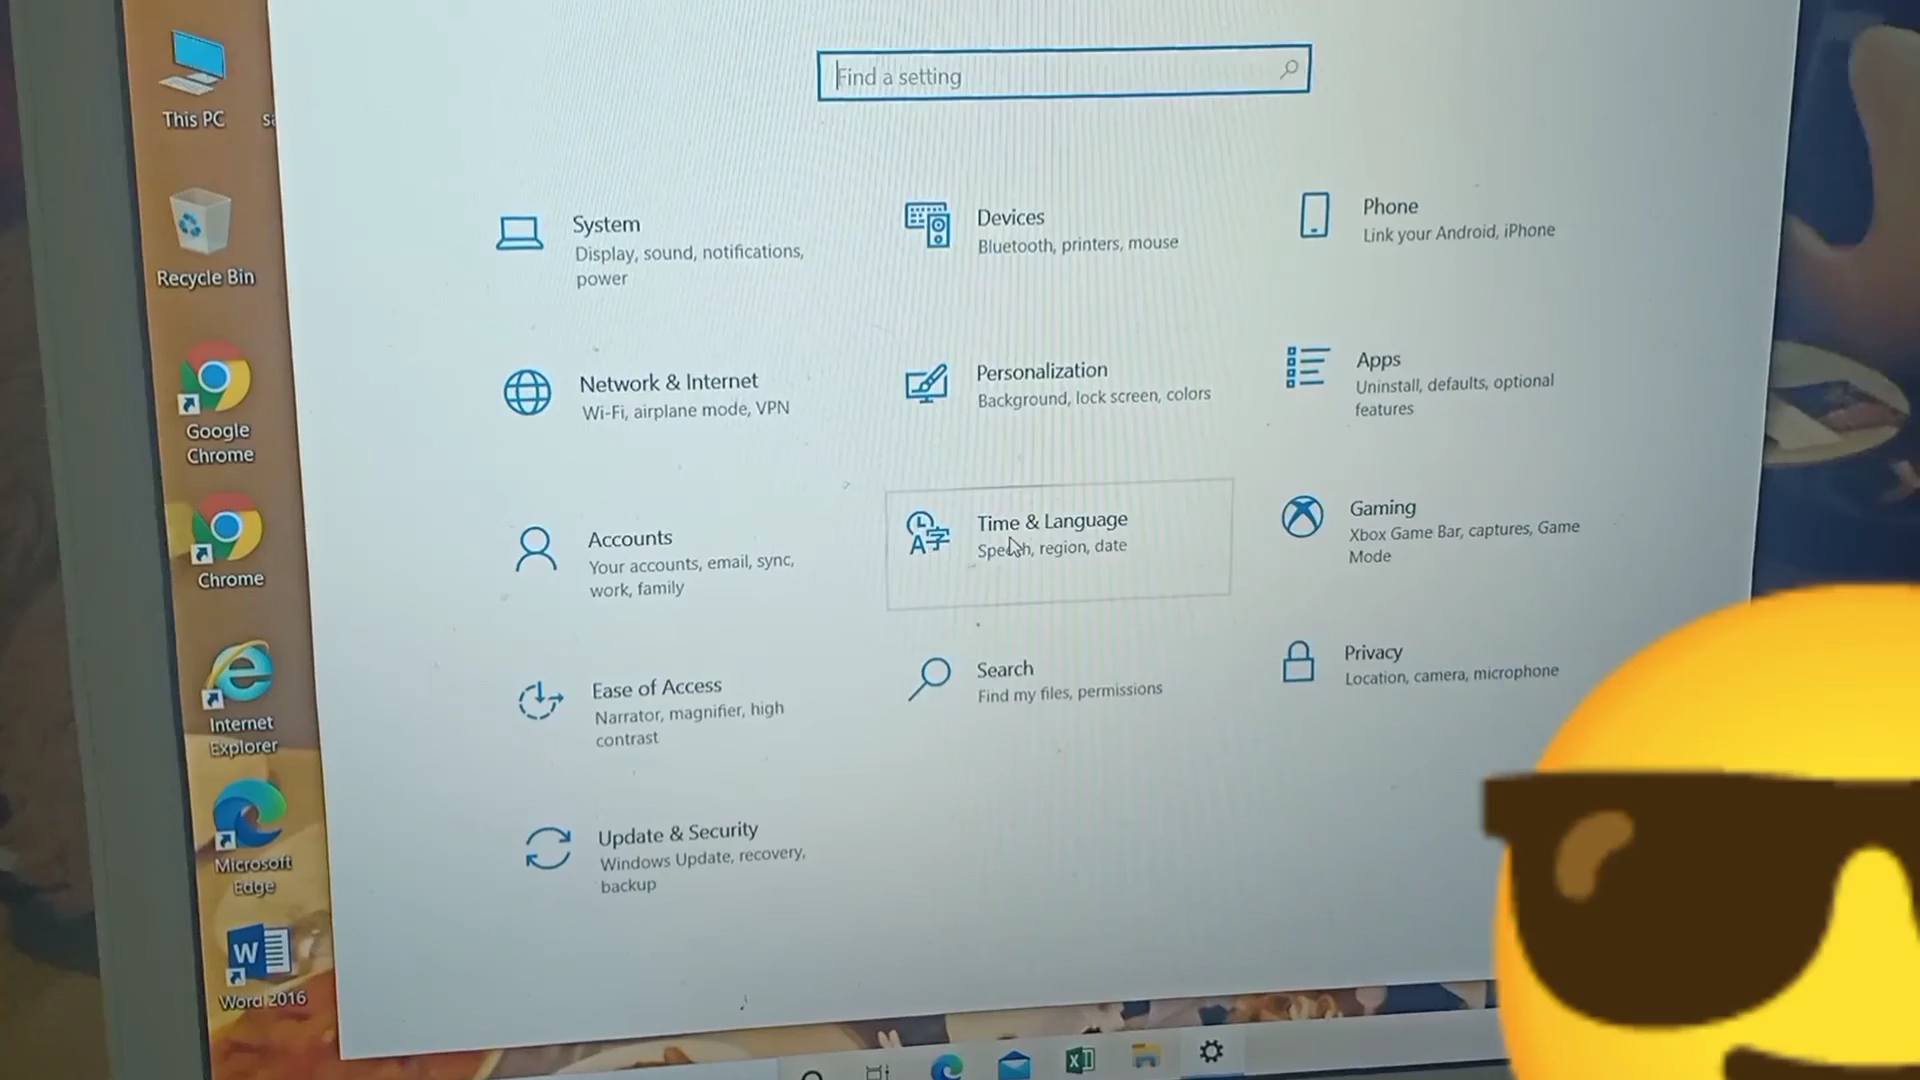 Find a setting
This PC
Recycle Bin
Google
Chrome
Chrome
Internet
Explorer
Microsoft
Edge
W
Word 2016
System
Display, sound, notifications,
power
Devices
Bluetooth, printers, mouse
Phone
Link your Android, iPhone
Network & Internet
Wi-Fi, airplane mode, VPN
Personalization
Background, lock screen, colors
Apps
Uninstall, defaults, optional
features
Accounts
Your accounts, email, sync,
work, family
Time & Language
Speech, region, date
Gaming
Xbox Game Bar, captures, Game
Mode
Ease of Access
Narrator, magnifier, high
contrast
Search
Find my files, permissions
Privacy
Location, camera, microphone
Update & Security
Windows Update, recovery,
backup